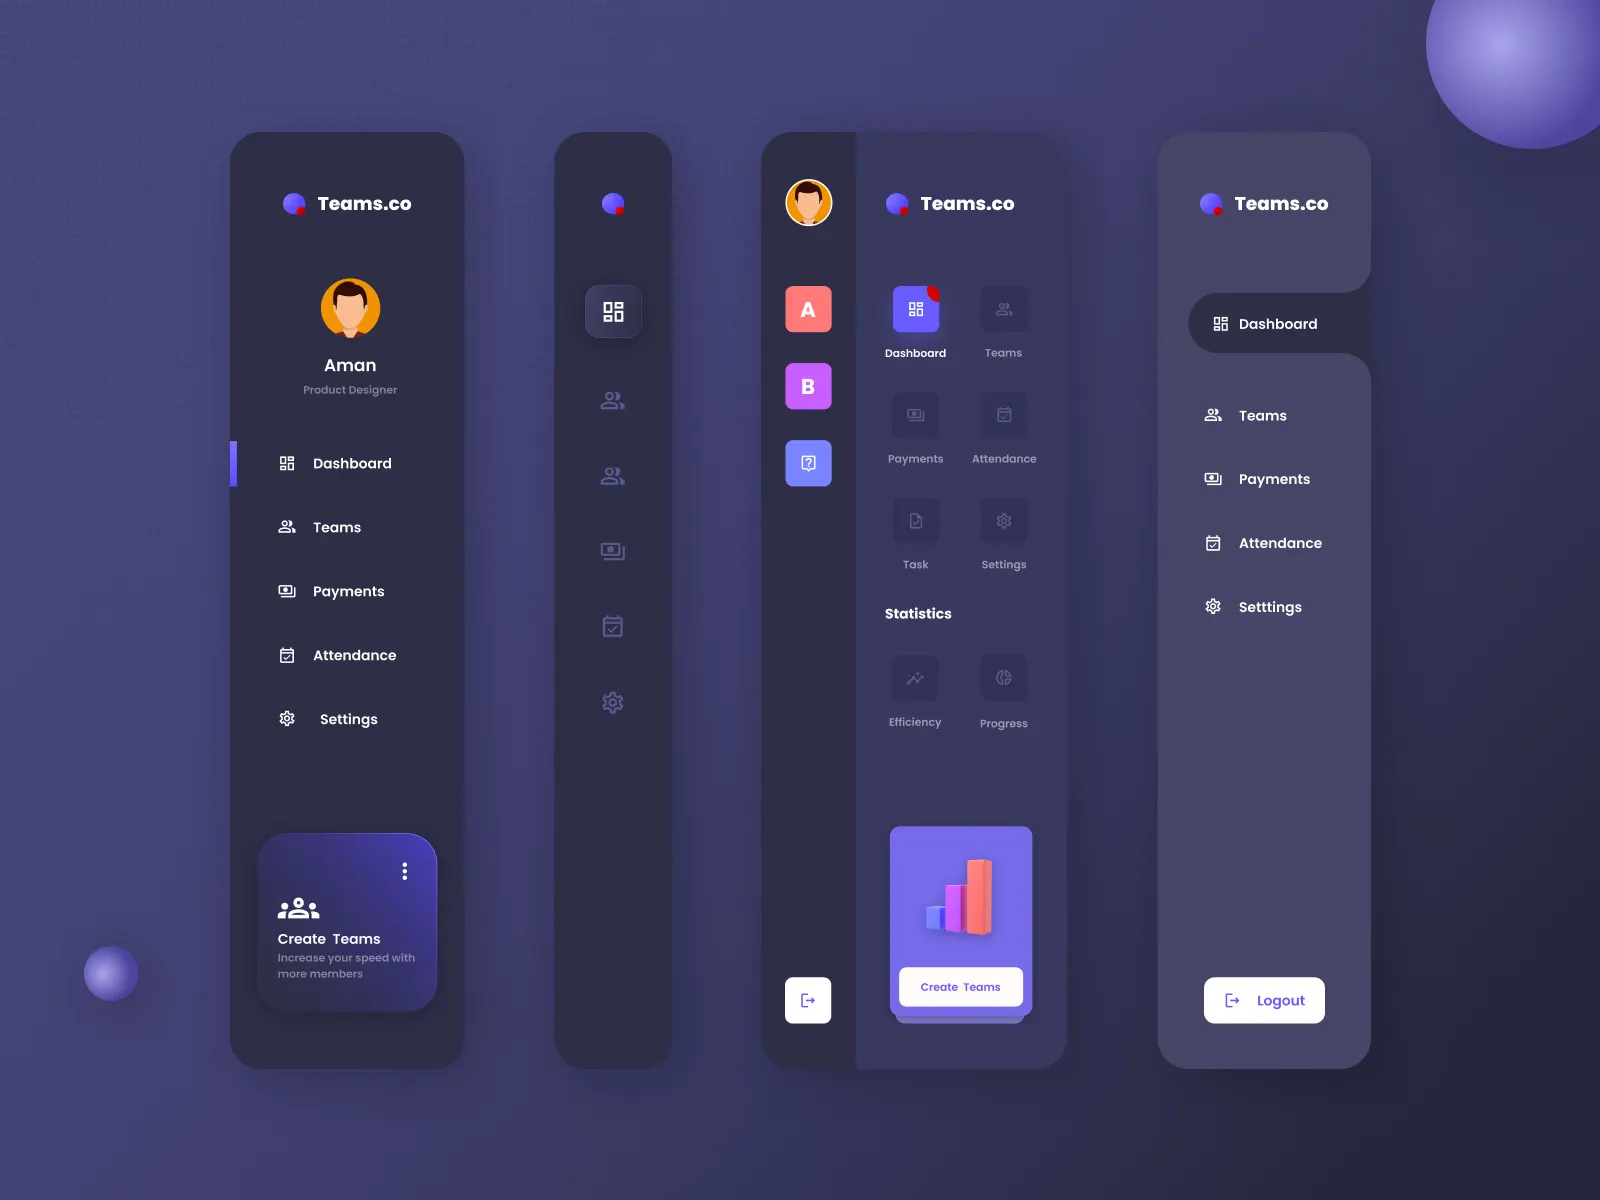 Teams.co
Aman
Product Designer
Dashboard
Teams
Payments
Attendance
Settings
Create Teams
Increase your speed with
more members
A
B
?
Teams.co
Dashboard
Teams
Payments
Attendance
Task
Settings
Statistics
Efficiency
Progress
Create Teams
Teams.co
Dashboard
Teams
Payments
Attendance
Setttings
Logout